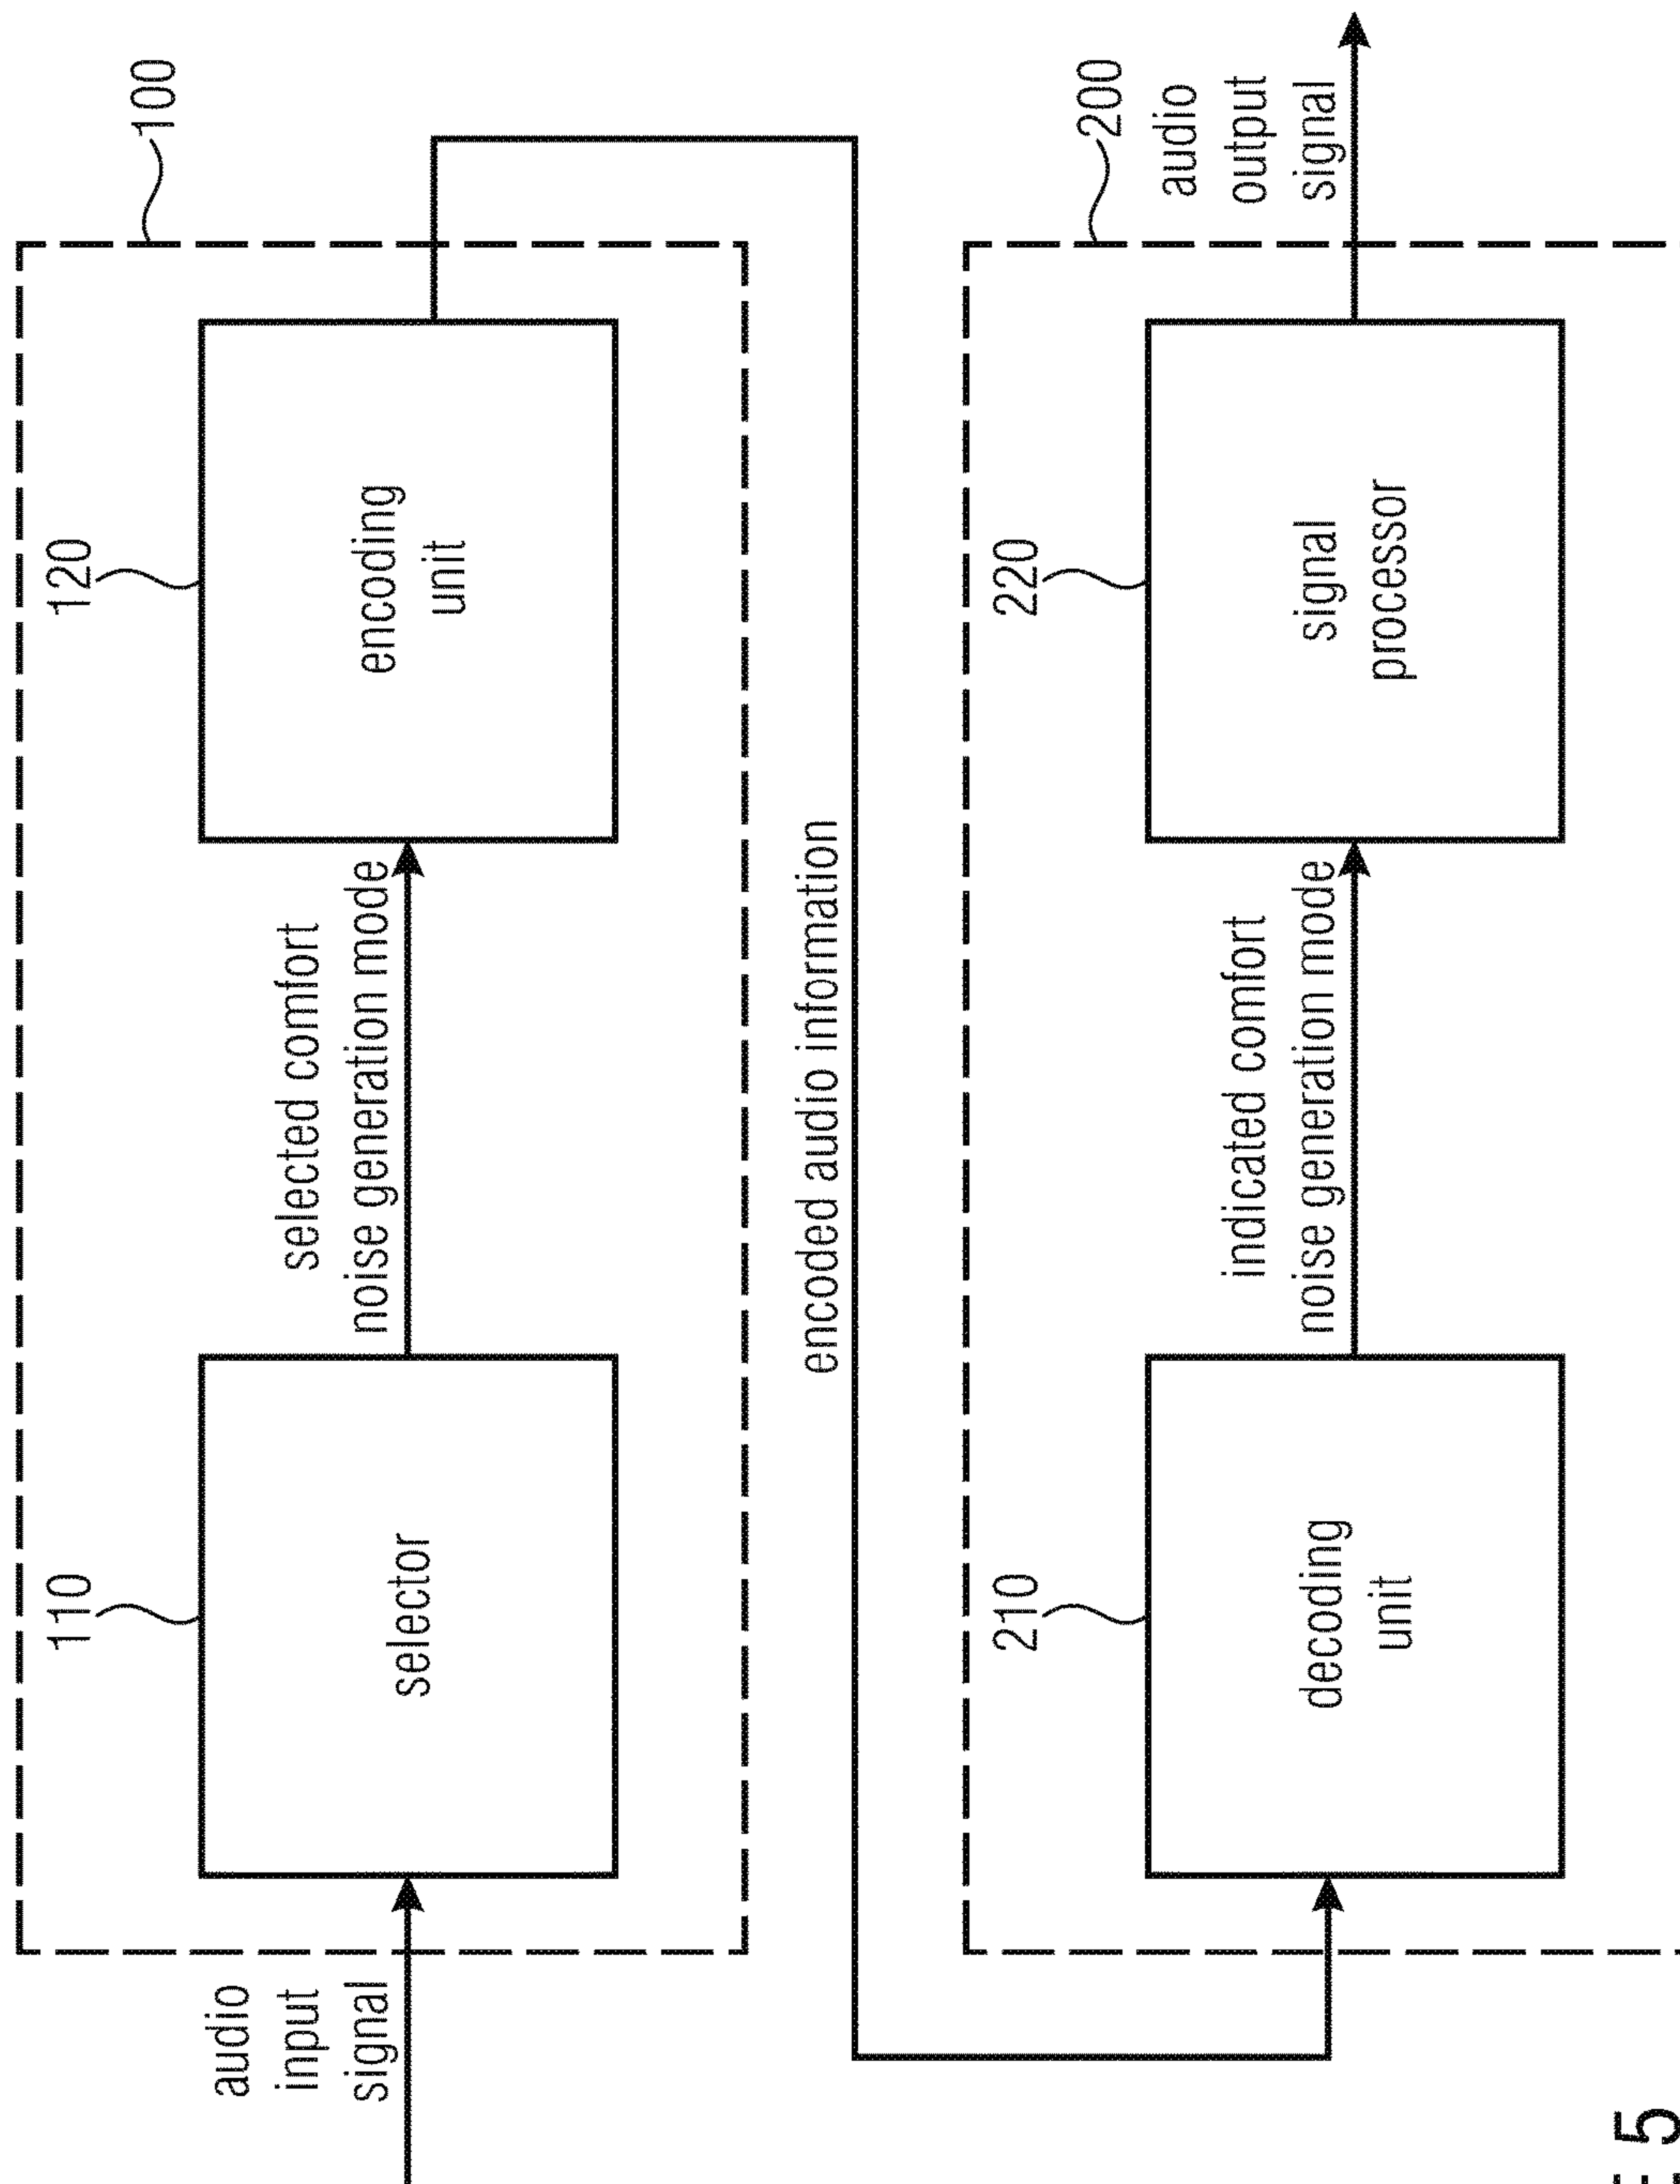 100
110
120
audio
input
signal
selector
selected comfort
noise generation mode
encoding
unit
encoded audio information
200
210
220
decoding
unit
indicated comfort
noise generation mode
signal
processor
audio
output
signal
5